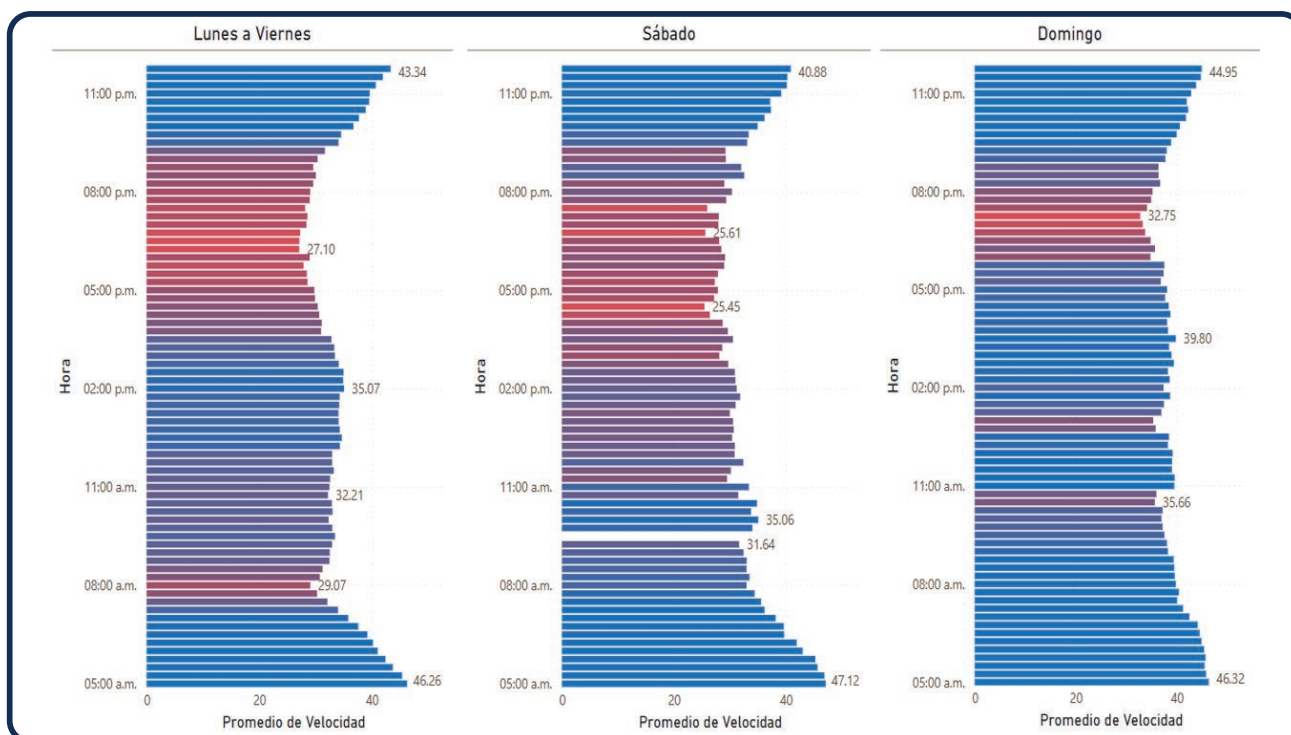 Lunes a Viernes
43.34
11:00 p.m.
08:00 p.m.
27.10
05:00 p.m.
35.07
02:00 p.m.
Hora
32.21
11:00 a.m.
29.07
08:00 a.m.
46.26
05:00 a.m.
0 20 40
Promedio de Velocidad
Sábado
40.88
11:00 p.m.
08:00 p.m.
25.61
05:00 p.m.
25.45
02:00 p.m.
Hora
11:00 a.m.
35.06
31.64
08:00 a.m.
47.12
05:00 a.m.
0 20 40
Promedio de Velocidad
Domingo
44.95
11:00 p.m.
08:00 p.m.
32.75
05:00 p.m.
39.80
02:00 p.m.
Hora
11:00 a.m.
35.66
08:00 a.m.
46.32
05:00 a.m.
0 20 40
Promedio de Velocidad